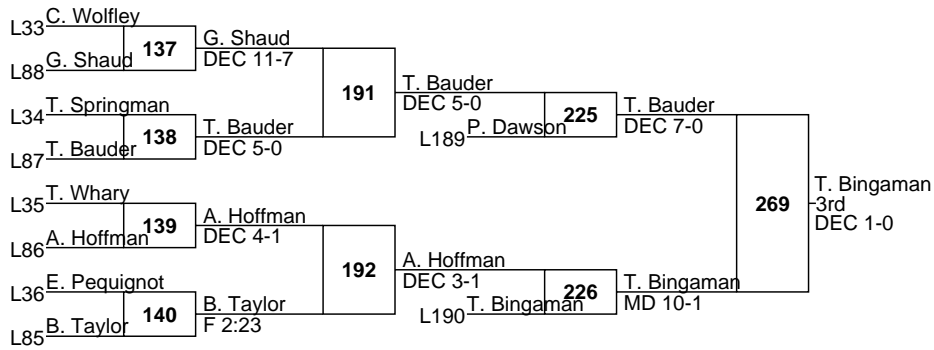 L33 C. Wolfley
137
G. Shaud
DEC 11-7
L88 G. Shaud
191
T. Bauder
DEC 5-0
L34 T. Springman
138
T. Bauder
DEC 5-0
L87 T. Bauder
225
L189 P. Dawson
T. Bauder
DEC 7-0
269
T. Bingaman
3rd
DEC 1-0
L35 T. Whary
139
A. Hoffman
DEC 4-1
L86 A. Hoffman
192
A. Hoffman
DEC 3-1
L36 E. Pequignot
140
B. Taylor
F 2:23
L85 B. Taylor
226
L190 T. Bingaman
T. Bingaman
MD 10-1